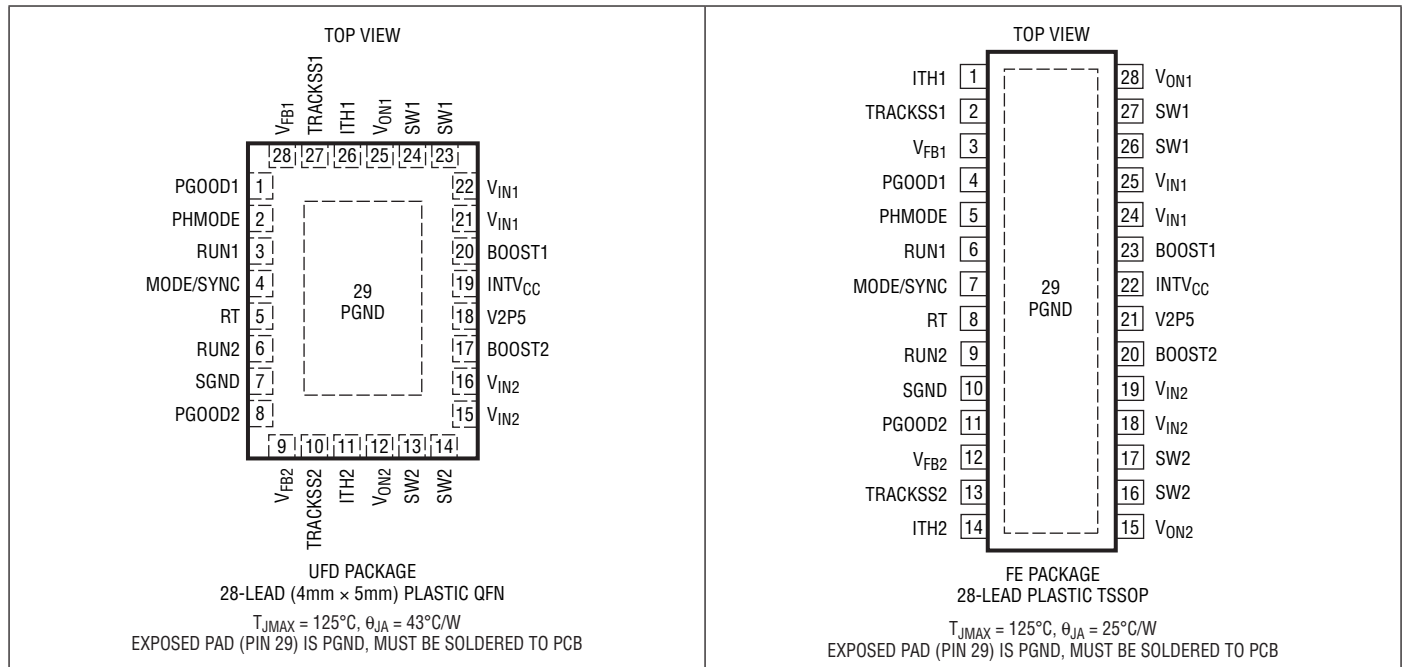 TOP VIEW
VFB1
TRACKSS1
ITH1
VON1
SW1
SW1
28 27 26 25 24 23
PGOOD1 1
PHMODE 2
RUN1 3
MODE/SYNC 4
RT 5
RUN2 6
SGND 7
PGOOD2 8
29
PGND
22 VIN1
21 VIN1
20 BOOST1
19 INTVCC
18 V2P5
17 BOOST2
16 VIN2
15 VIN2
9 10 11 12 13 14
VFB2
TRACKSS2
ITH2
VON2
SW2
SW2
UFD PACKAGE
28-LEAD (4mm × 5mm) PLASTIC QFN
TJMAX = 125°C, θJA = 43°C/W
EXPOSED PAD (PIN 29) IS PGND, MUST BE SOLDERED TO PCB
TOP VIEW
ITH1 1
TRACKSS1 2
VFB1 3
PGOOD1 4
PHMODE 5
RUN1 6
MODE/SYNC 7
RT 8
RUN2 9
SGND 10
PGOOD2 11
VFB2 12
TRACKSS2 13
ITH2 14
29
PGND
28 VON1
27 SW1
26 SW1
25 VIN1
24 VIN1
23 BOOST1
22 INTVCC
21 V2P5
20 BOOST2
19 VIN2
18 VIN2
17 SW2
16 SW2
15 VON2
FE PACKAGE
28-LEAD PLASTIC TSSOP
TJMAX = 125°C, θJA = 25°C/W
EXPOSED PAD (PIN 29) IS PGND, MUST BE SOLDERED TO PCB